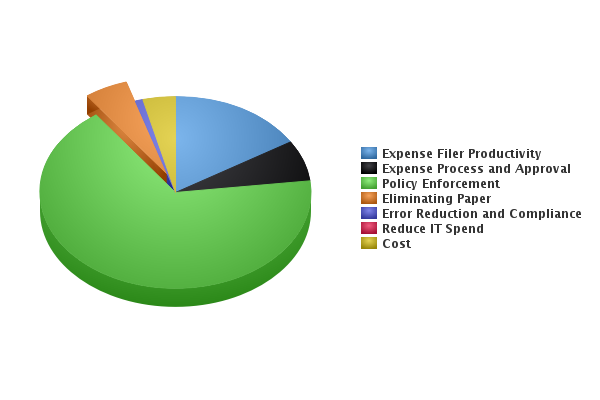 Expense Filer Productivity
Expense Process and Approval
Policy Enforcement
Eliminating Paper
Error Reduction and Compliance
Reduce IT Spend
Cost